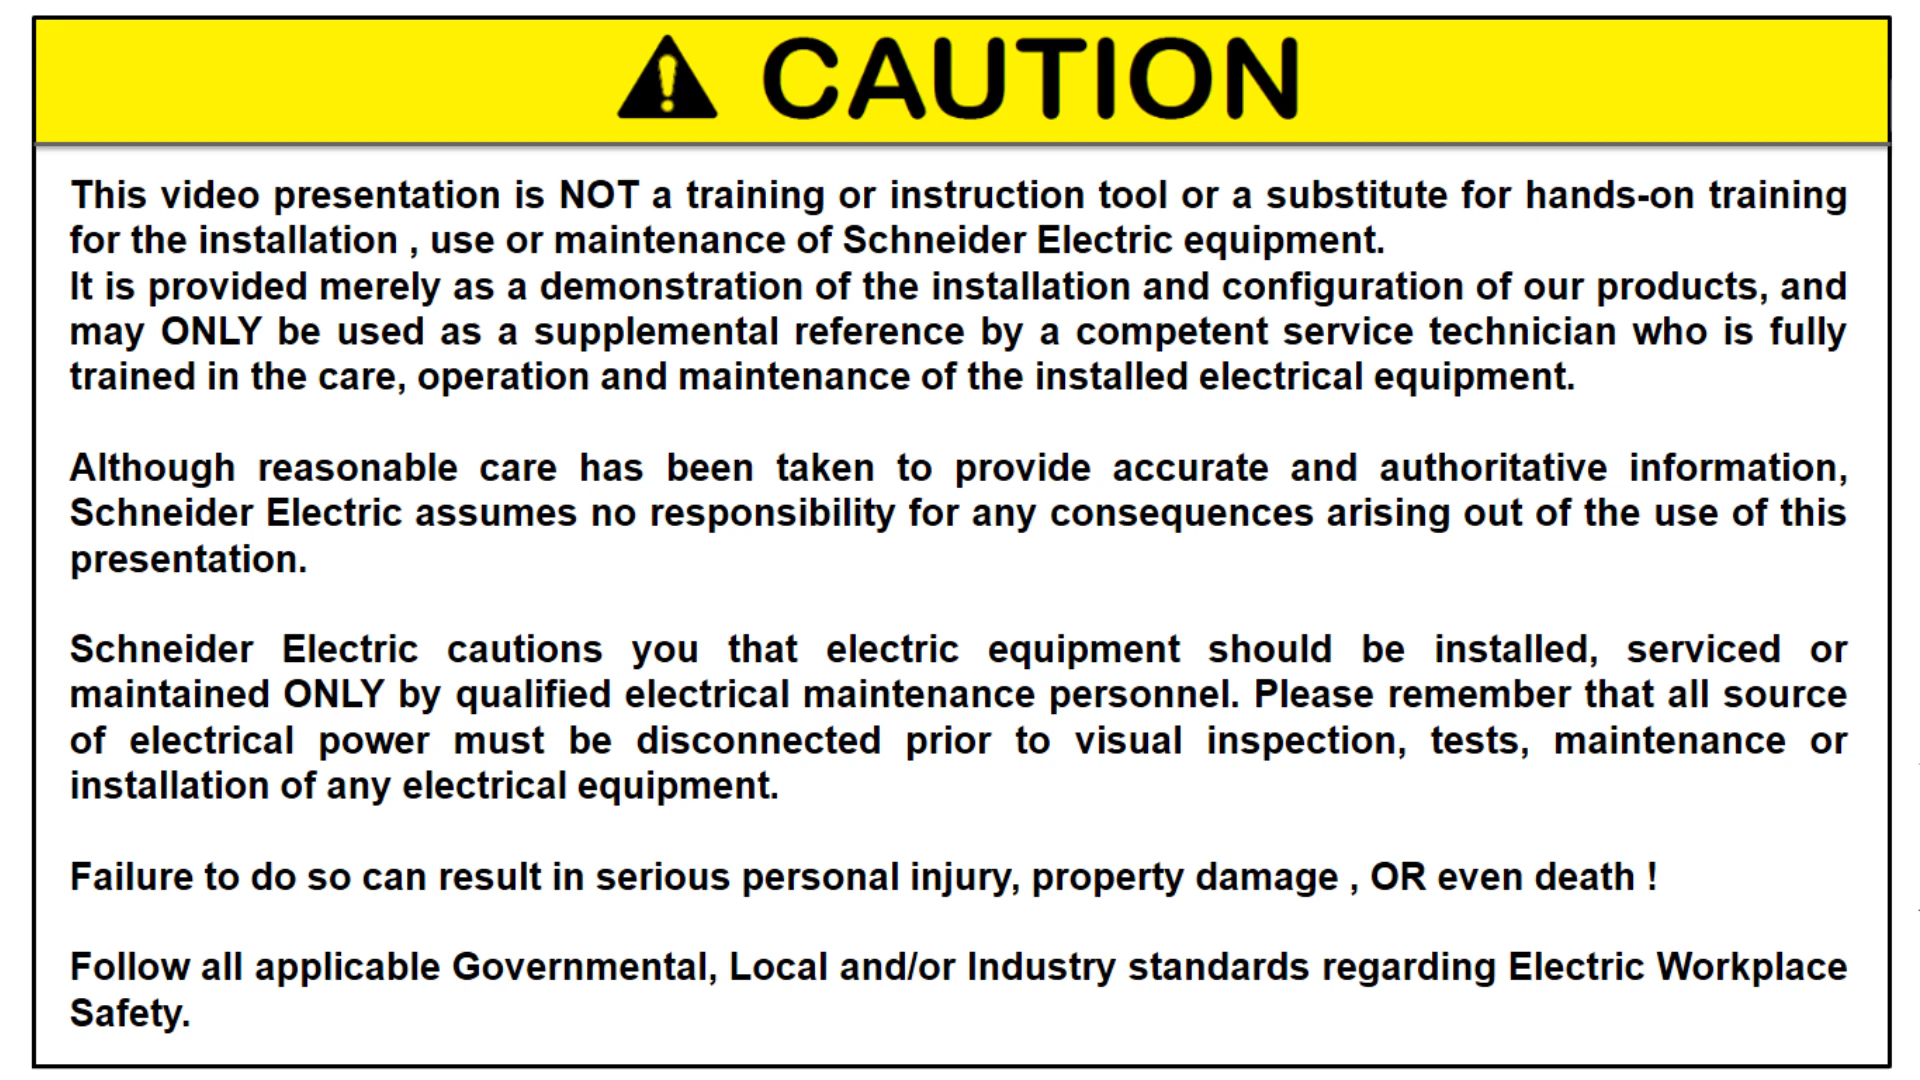 CAUTION
This video presentation is NOT a training or instruction tool or a substitute for hands-on training
for the installation , use or maintenance of Schneider Electric equipment.
It is provided merely as a demonstration of the installation and configuration of our products, and
may ONLY be used as a supplemental reference by a competent service technician who is fully
trained in the care, operation and maintenance of the installed electrical equipment.
Although reasonable care has been taken to provide accurate and authoritative information,
Schneider Electric assumes no responsibility for any consequences arising out of the use of this
presentation.
Schneider Electric cautions you that electric equipment should be installed, serviced or
maintained ONLY by qualified electrical maintenance personnel. Please remember that all source
of electrical power must be disconnected prior to visual inspection, tests, maintenance or
installation of any electrical equipment.
Failure to do so can result in serious personal injury, property damage , OR even death !
Follow all applicable Governmental, Local and/or Industry standards regarding Electric Workplace
Safety.